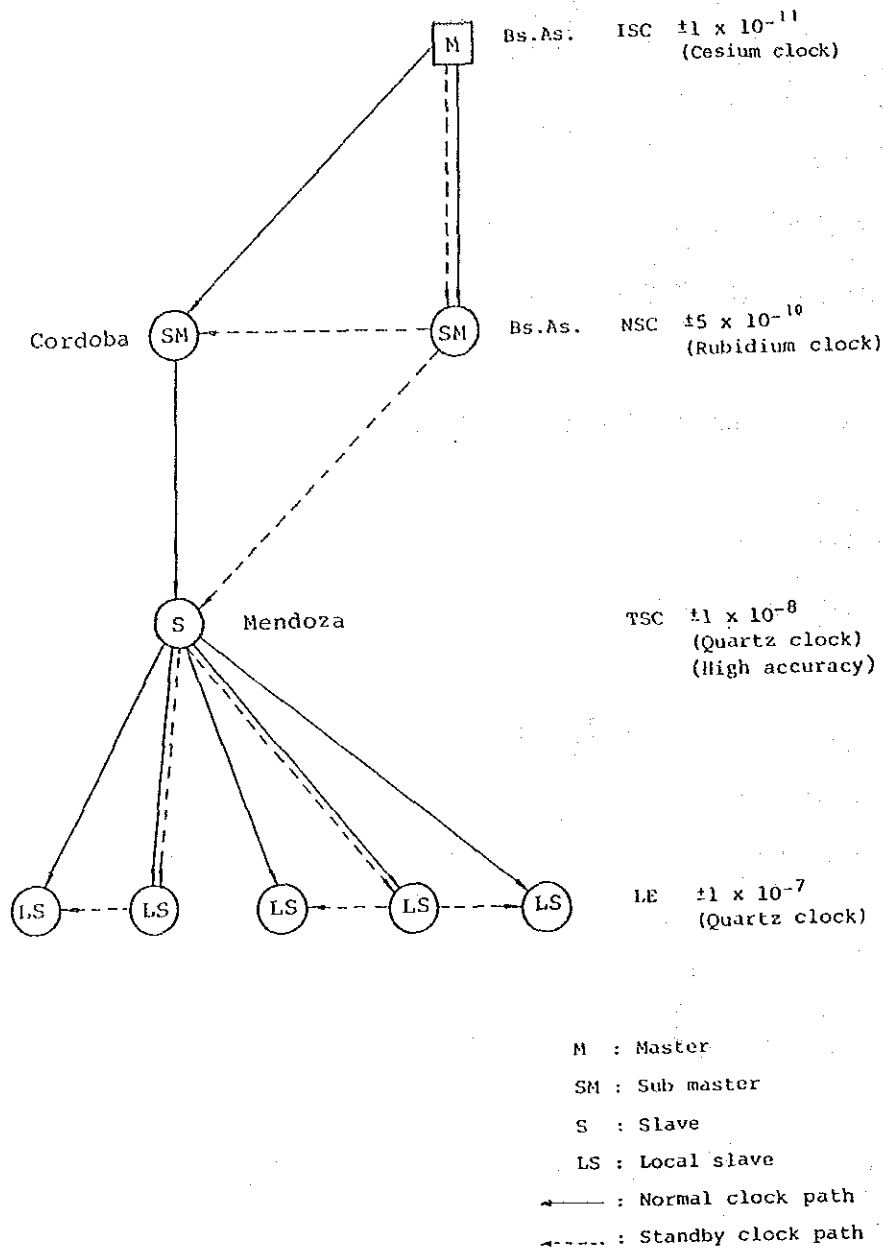 M Bs.As. ISC ±1 x 10⁻¹¹
(Cesium clock)
Cordoba SM SM Bs.As. NSC ±5 x 10⁻¹⁰
(Rubidium clock)
S Mendoza TSC ±1 x 10⁻⁸
(Quartz clock)
(High accuracy)
LS LS LS LS LS LE ±1 x 10⁻⁷
(Quartz clock)
M : Master
SM : Sub master
S : Slave
LS : Local slave
: Normal clock path
: Standby clock path